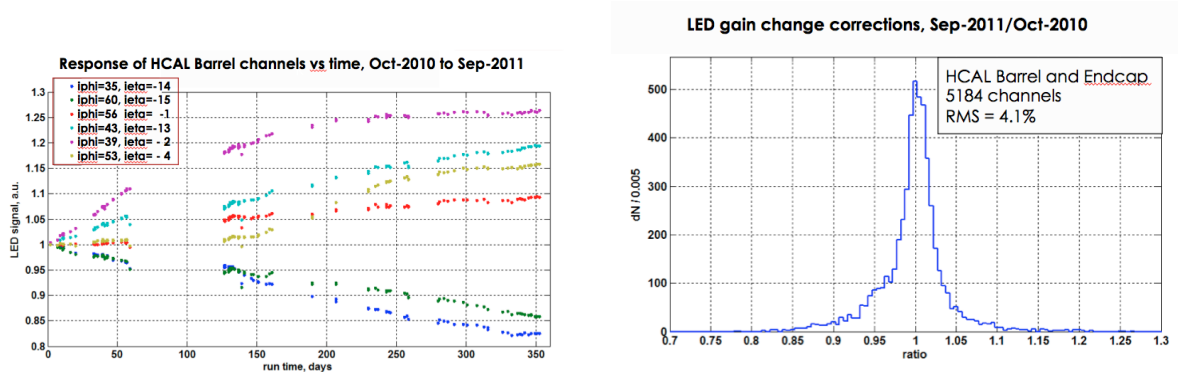 Response of HCAL Barrel channels vs time, Oct-2010 to Sep-2011
iphi=35, ieta=-14
iphi=60, ieta=-15
iphi=56 ieta= -1
iphi=43, ieta=-13
iphi=39, ieta= - 2
iphi=53, ieta= - 4
LED signal, a.u.
1.3
1.25
1.2
1.15
1.1
1.05
1
0.95
0.9
0.85
0.8
0 50 100 150 200 250 300 350
run time, days
LED gain change corrections, Sep-2011/Oct-2010
HCAL Barrel and Endcap
5184 channels
RMS = 4.1%
dN / 0.005
500
400
300
200
100
0
0.7 0.75 0.8 0.85 0.9 0.95 1 1.05 1.1 1.15 1.2 1.25 1.3
ratio